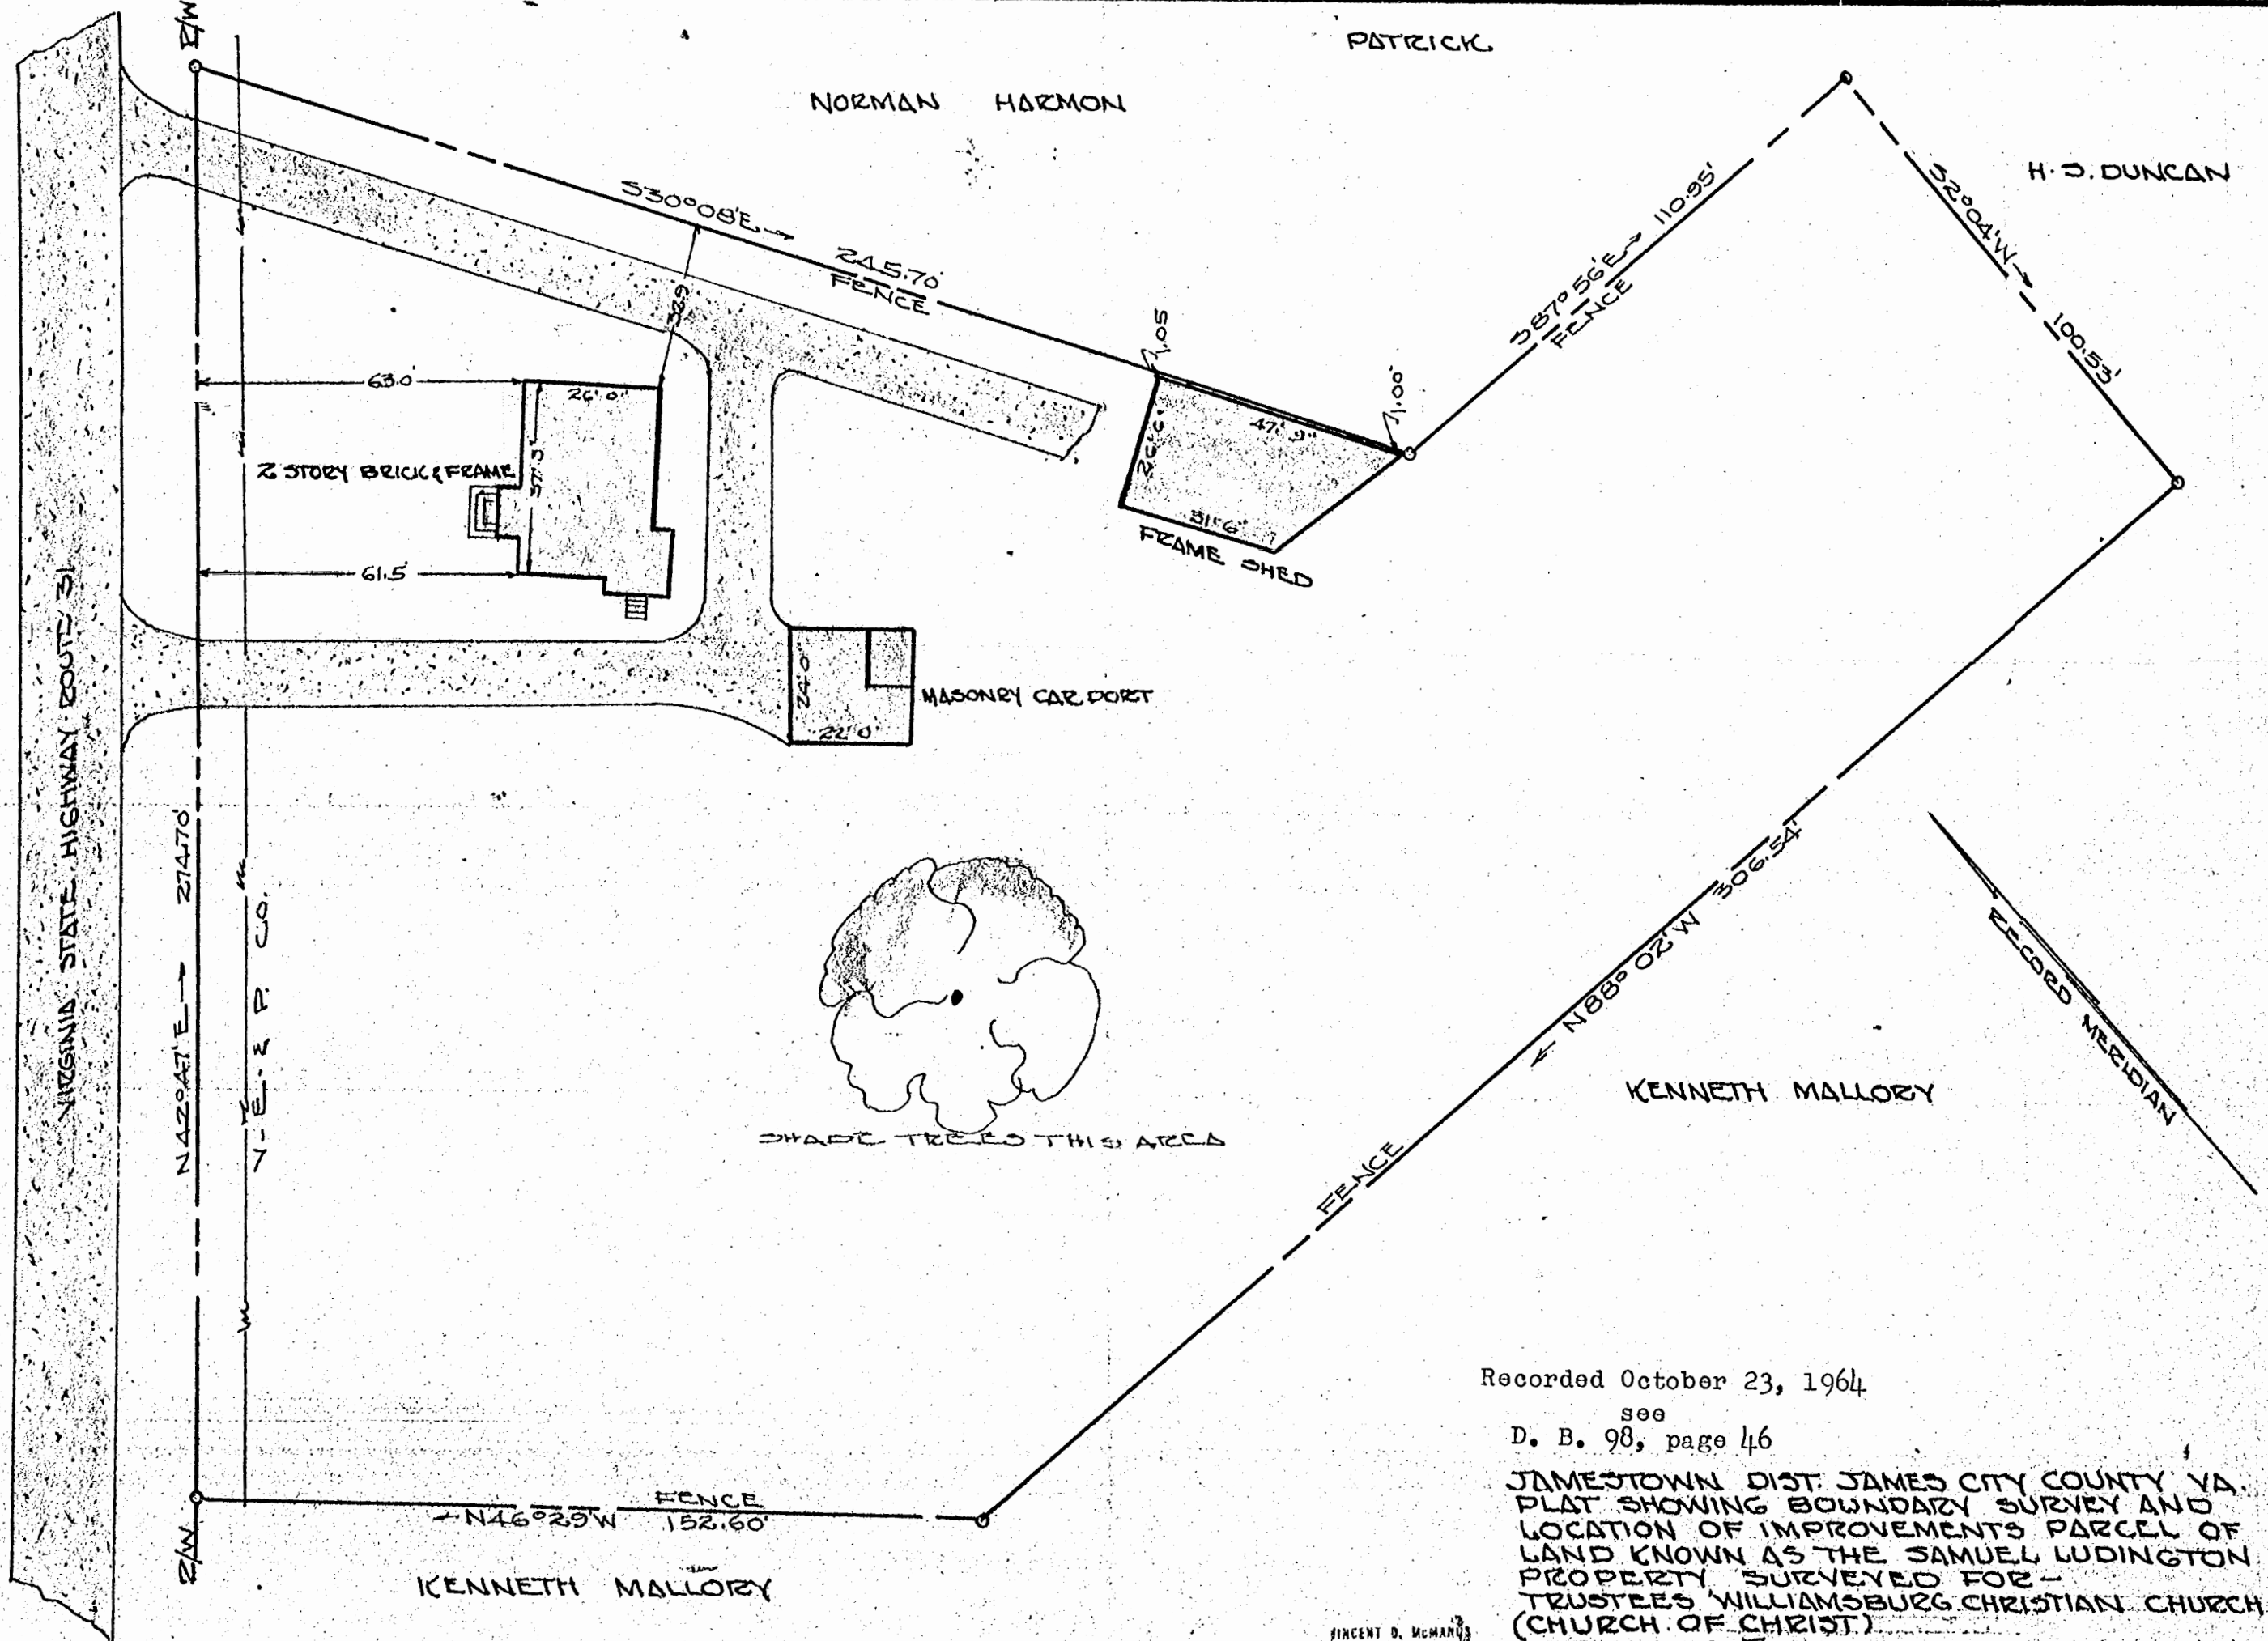 R/W
PATRICK
NORMAN HARMON
H. S. DUNCAN
S30°08'E → 245.70'
FENCE
S87°56'E → 110.95'
FENCE
S2°04'W → 100.53'
32.9
1.05
1.00'
63.0'
26' 0"
37.3'
2 STORY BRICK & FRAME
61.5'
26'-6"
47' 9"
31'-6"
FRAME SHED
24'-0"
22' 0"
MASONRY CAR PORT
VIRGINIA STATE HIGHWAY ROUTE 31
N42°47'E → 274.70'
V. E. & P. CO.
SHADE TREES THIS AREA
← N88° 02' W 306.54'
FENCE
RECORD MERIDIAN
KENNETH MALLORY
FENCE
← N46°29'W 152.60'
R/W
KENNETH MALLORY
Recorded October 23, 1964
see
D. B. 98, page 46
JAMESTOWN DIST. JAMES CITY COUNTY VA.
PLAT SHOWING BOUNDARY SURVEY AND
LOCATION OF IMPROVEMENTS PARCEL OF
LAND KNOWN AS THE SAMUEL LUDINGTON
PROPERTY SURVEYED FOR -
TRUSTEES WILLIAMSBURG CHRISTIAN CHURCH
(CHURCH OF CHRIST)
VINCENT D. McMANUS